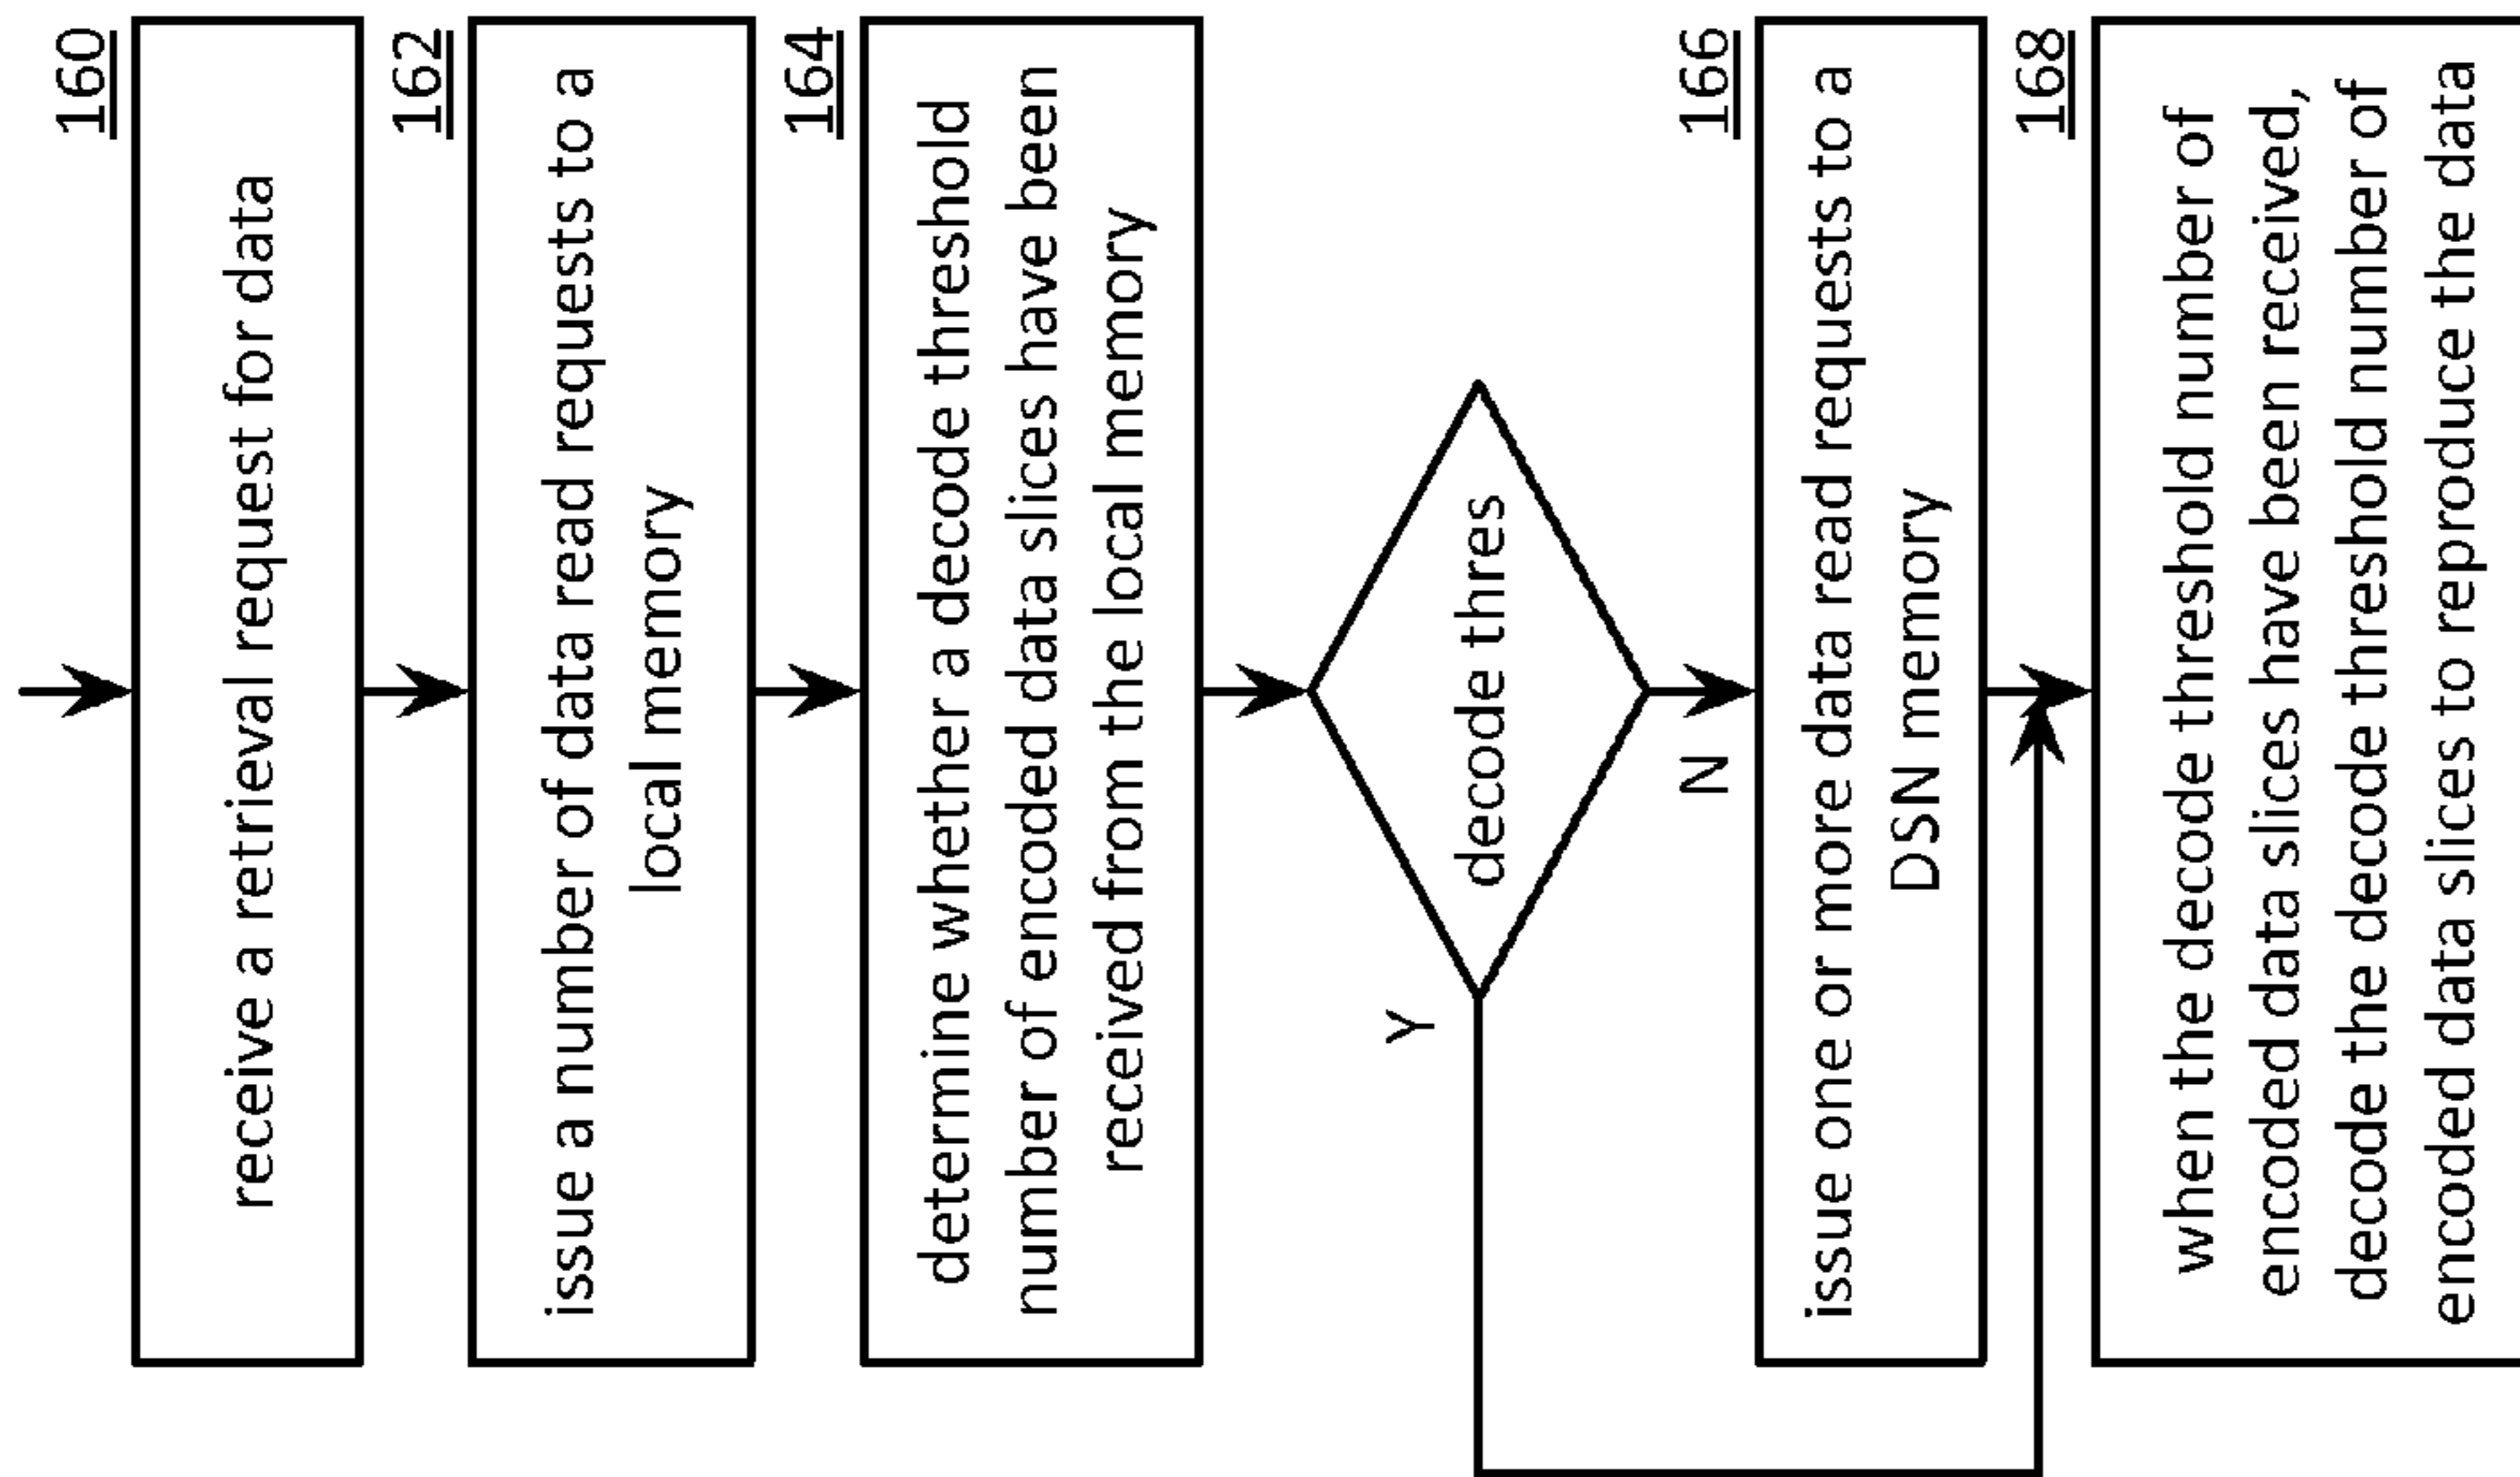 160
receive a retrieval request for data
162
issue a number of data read requests to a
local memory
164
determine whether a decode threshold
number of encoded data slices have been
received from the local memory
decode thres
Y
N
166
issue one or more data read requests to a
DSN memory
168
when the decode threshold number of
encoded data slices have been received,
decode the decode threshold number of
encoded data slices to reproduce the data